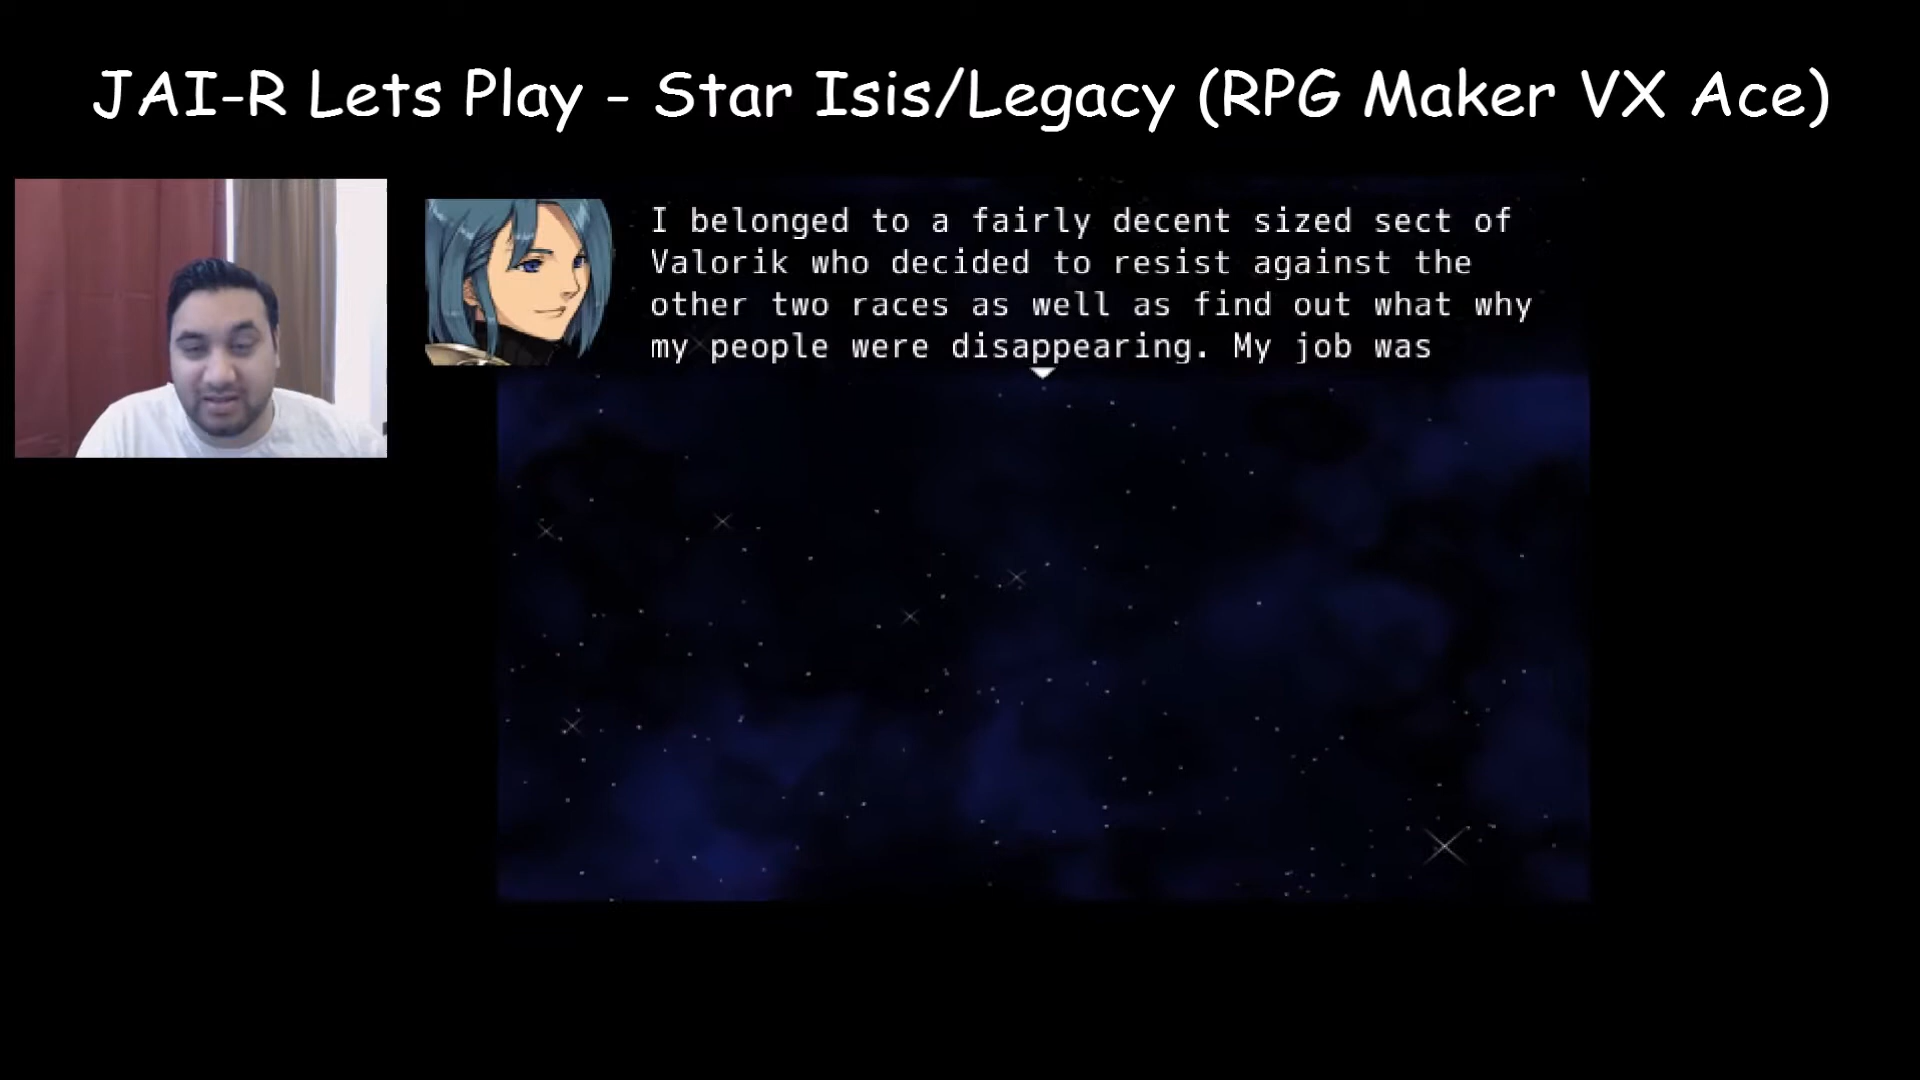 JAI-R Lets Play - Star Isis/Legacy (RPG Maker VX Ace)
I belonged to a fairly decent sized sect of
Valorik who decided to resist against the
other two races as well as find out what why
my people were disappearing. My job was